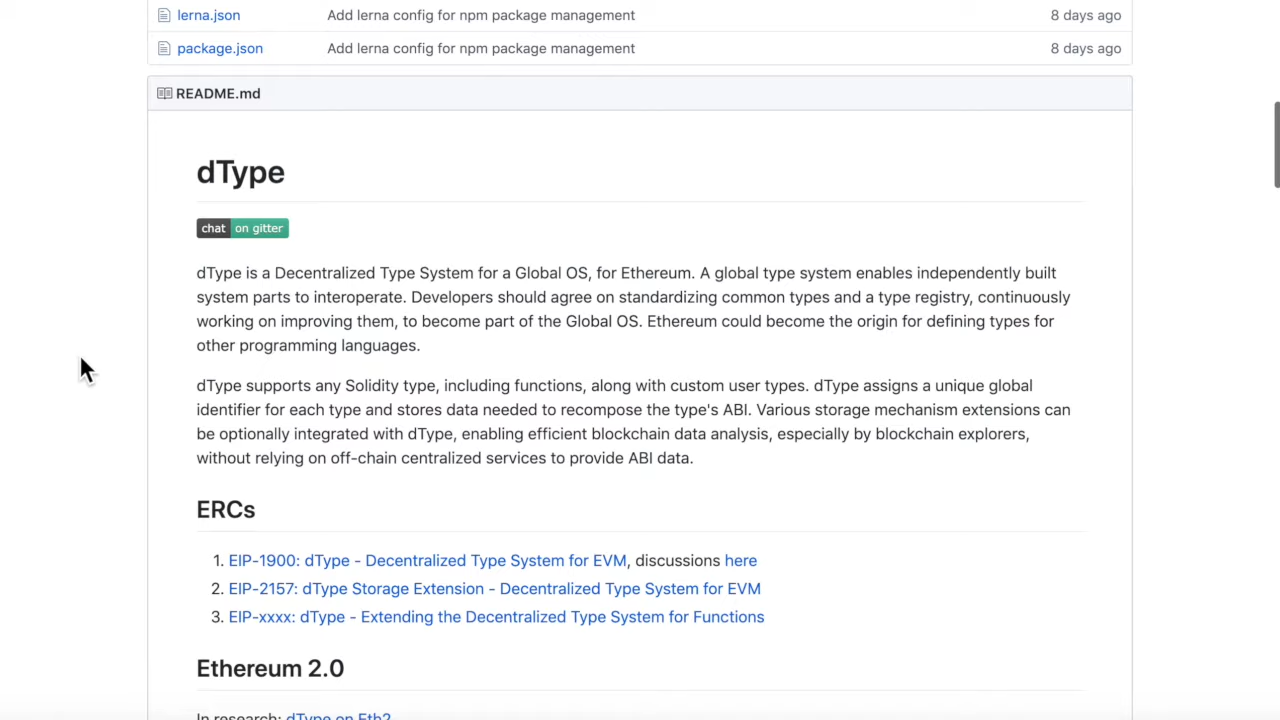 lerna.json Add lerna config for npm package management 8 days ago
package.json Add lerna config for npm package management 8 days ago
README.md
dType
chat on gitter
dType is a Decentralized Type System for a Global OS, for Ethereum. A global type system enables independently built
system parts to interoperate. Developers should agree on standardizing common types and a type registry, continuously
working on improving them, to become part of the Global OS. Ethereum could become the origin for defining types for
other programming languages.
dType supports any Solidity type, including functions, along with custom user types. dType assigns a unique global
identifier for each type and stores data needed to recompose the type's ABI. Various storage mechanism extensions can
be optionally integrated with dType, enabling efficient blockchain data analysis, especially by blockchain explorers,
without relying on off-chain centralized services to provide ABI data.
ERCs
1. EIP-1900: dType - Decentralized Type System for EVM, discussions here
2. EIP-2157: dType Storage Extension - Decentralized Type System for EVM
3. EIP-xxxx: dType - Extending the Decentralized Type System for Functions
Ethereum 2.0
In research: dType on Eth2